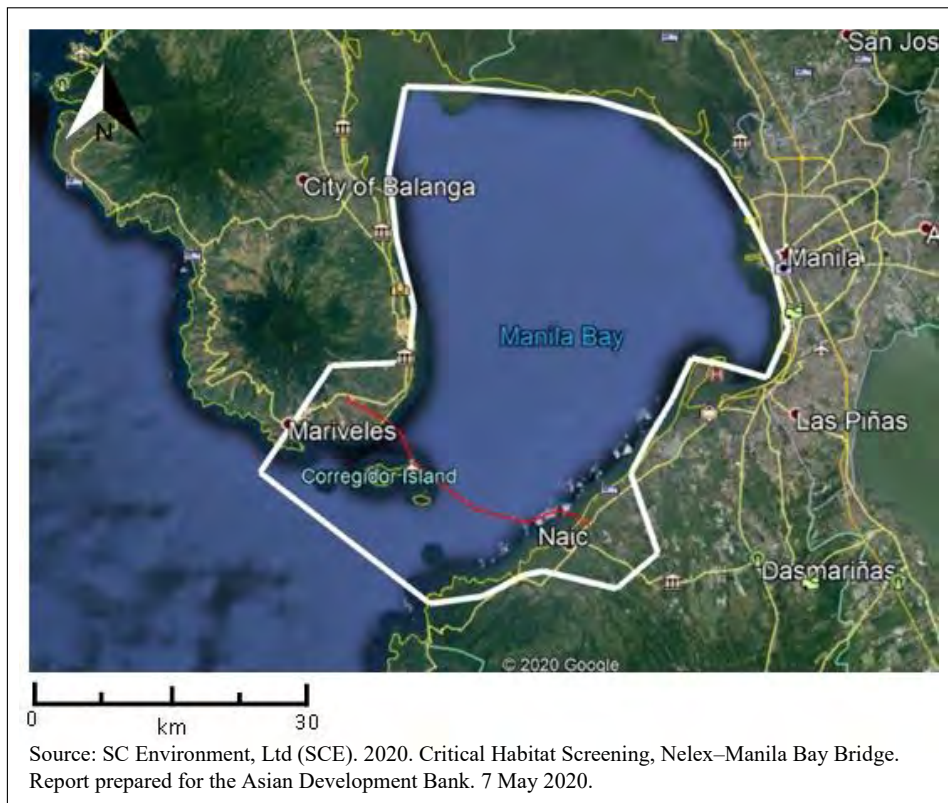 San Jos
N
City of Balanga
Manila
A
Manila Bay
Mariveles
Las Piñas
Corregidor Island
Naic
Dasmariñas
© 2020 Google
0 30
km
Source: SC Environment, Ltd (SCE). 2020. Critical Habitat Screening, Nelex–Manila Bay Bridge.
Report prepared for the Asian Development Bank. 7 May 2020.